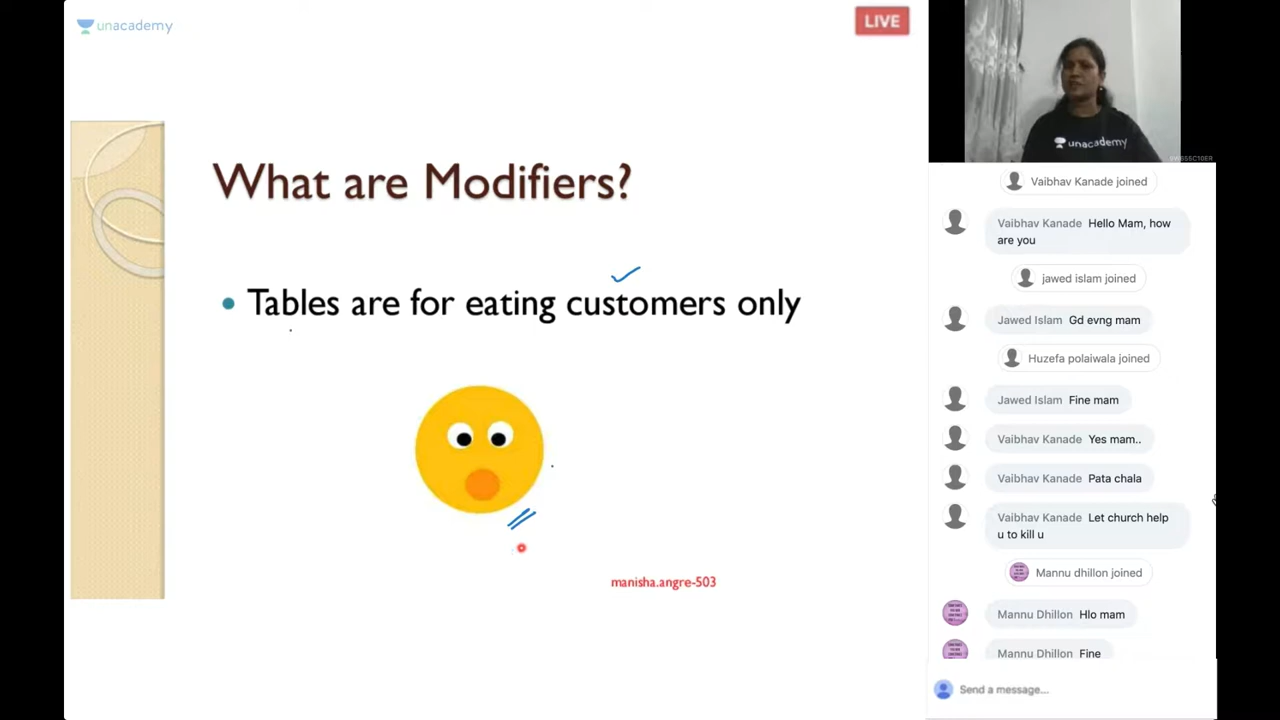 unacademy
LIVE
What are Modifiers?
Tables are for eating customers only
manisha.angre-503
unacademy
Vaibhav Kanade joined
Vaibhav Kanade Hello Mam, how
are you
jawed islam joined
Jawed Islam Gd evng mam
Huzefa polaiwala joined
Jawed Islam Fine mam
Vaibhav Kanade Yes mam..
Vaibhav Kanade Pata chala
Vaibhav Kanade Let church help
u to kill u
Mannu dhillon joined
Mannu Dhillon Hlo mam
Mannu Dhillon Fine
Send a message...